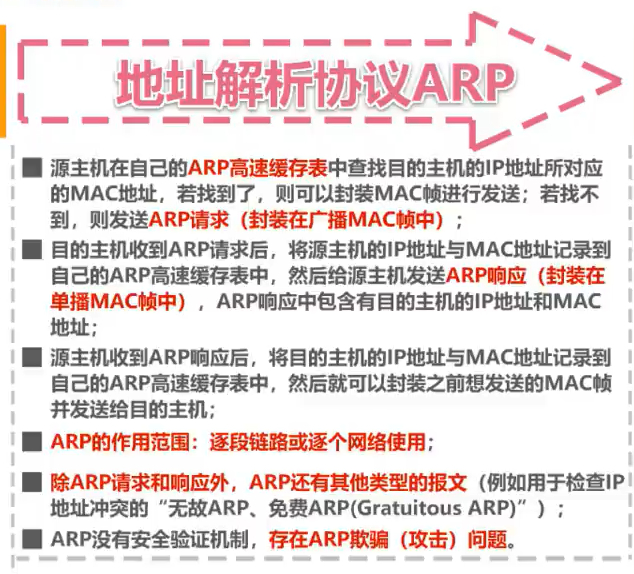 地址解析协议ARP
■ 源主机在自己的ARP高速缓存表中查找目的主机的IP地址所对应
的MAC地址，若找到了，则可以封装MAC帧进行发送；若找不
到，则发送ARP请求（封装在广播MAC帧中）；
■ 目的主机收到ARP请求后，将源主机的IP地址与MAC地址记录到
自己的ARP高速缓存表中，然后给源主机发送ARP响应（封装在
单播MAC帧中），ARP响应中包含有目的主机的IP地址和MAC
地址；
■ 源主机收到ARP响应后，将目的主机的IP地址与MAC地址记录到
自己的ARP高速缓存表中，然后就可以封装之前想发送的MAC帧
并发送给目的主机；
■ ARP的作用范围：逐段链路或逐个网络使用；
■ 除ARP请求和响应外，ARP还有其他类型的报文（例如用于检查IP
地址冲突的“无故ARP、免费ARP(Gratuitous ARP)”）；
■ ARP没有安全验证机制，存在ARP欺骗（攻击）问题。